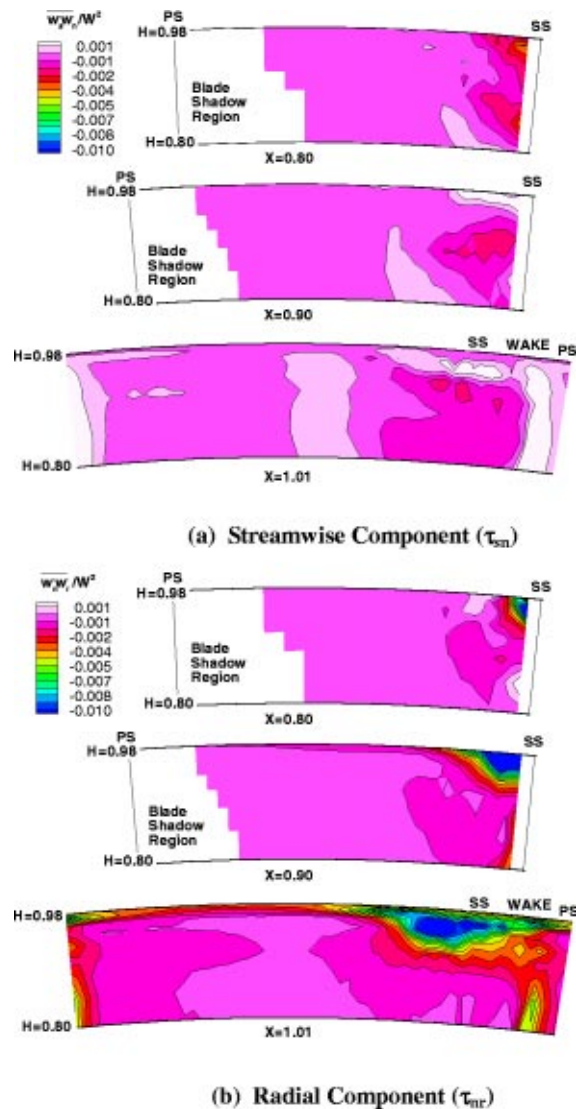 w̅s̅w̅n̅/W²
0.001
-0.001
-0.002
-0.004
-0.005
-0.007
-0.008
-0.010
PS
H=0.98
SS
Blade
Shadow
Region
H=0.80
X=0.80
PS
H=0.98
SS
Blade
Shadow
Region
H=0.80
X=0.90
SS WAKE PS
H=0.98
H=0.80
X=1.01
(a) Streamwise Component (τsn)
0.001
-0.001
-0.002
-0.004
-0.005
-0.007
-0.008
-0.010
PS
H=0.98
SS
Blade
Shadow
Region
H=0.80
X=0.80
PS
H=0.98
SS
Blade
Shadow
Region
H=0.80
X=0.90
SS WAKE PS
H=0.98
H=0.80
X=1.01
(b) Radial Component (τnr)